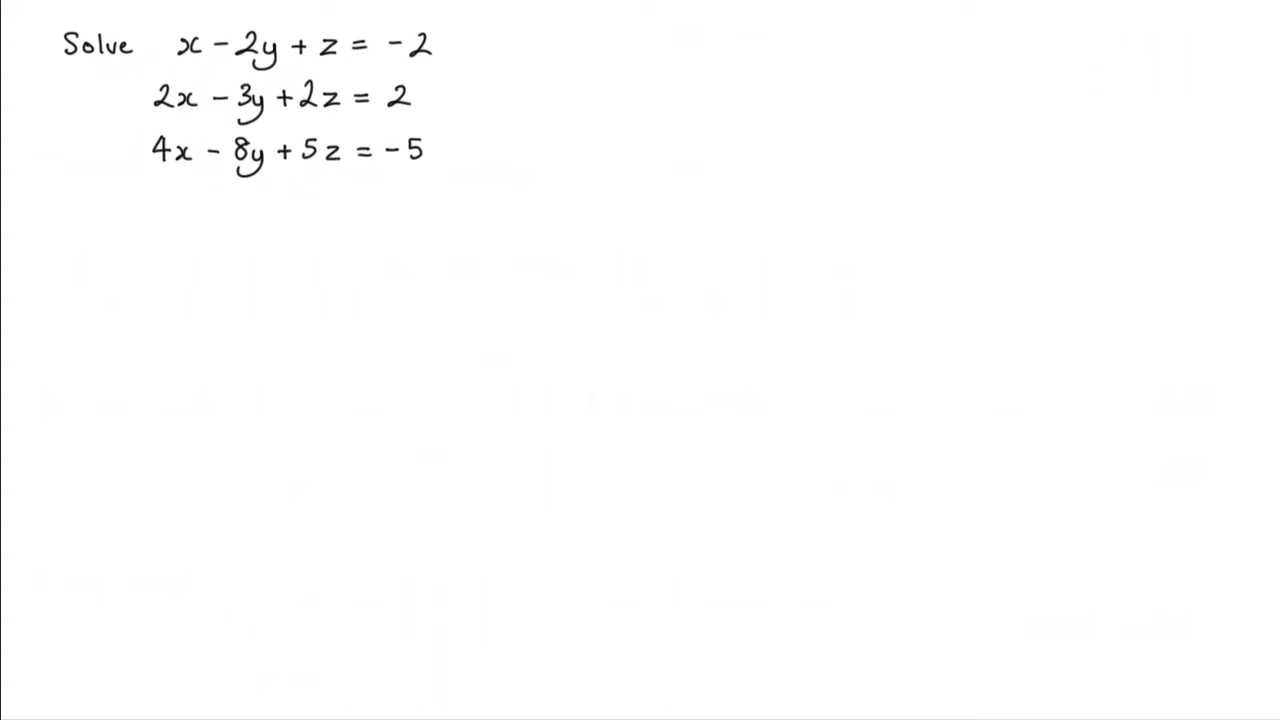 Solve x - 2y + z = -2
2x - 3y + 2z = 2
4x - 8y + 5z = -5